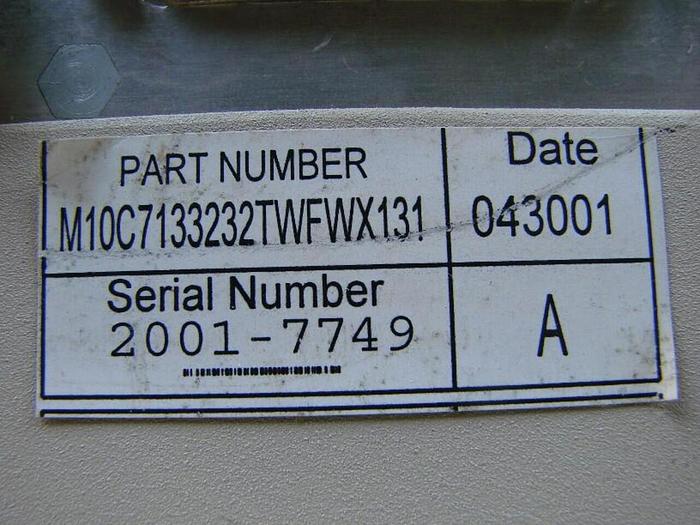 PART NUMBER
M10C7133232TWFWX131
Date
043001
Serial Number
2001-7749
A